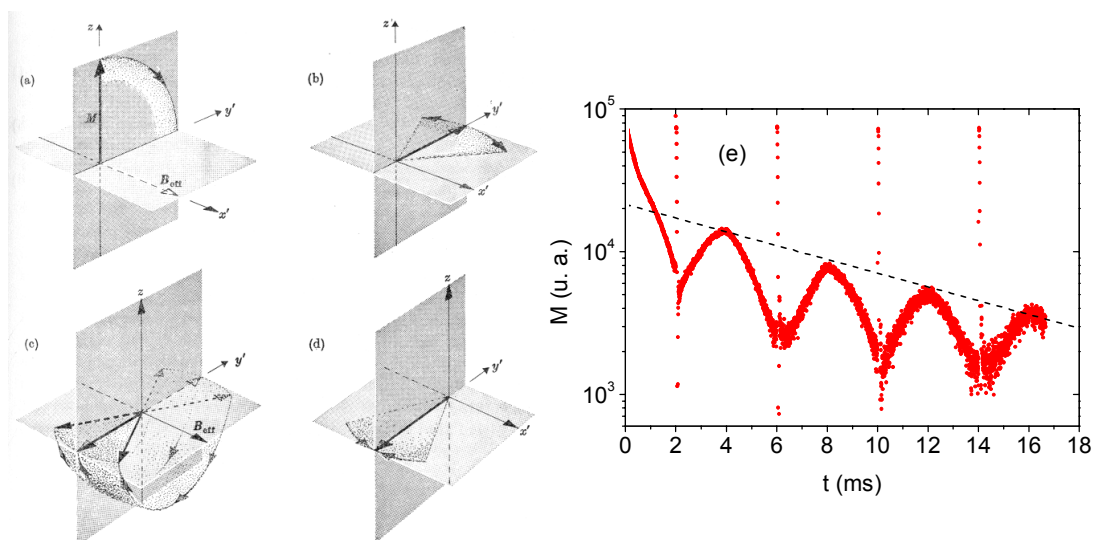 (a)
z
M
y'
B_eff
x'
(b)
z'
y'
x'
(c)
z
y'
B_eff
(d)
z
y'
x'
(e)
M (u. a.)
10^5
10^4
10^3
0 2 4 6 8 10 12 14 16 18
t (ms)